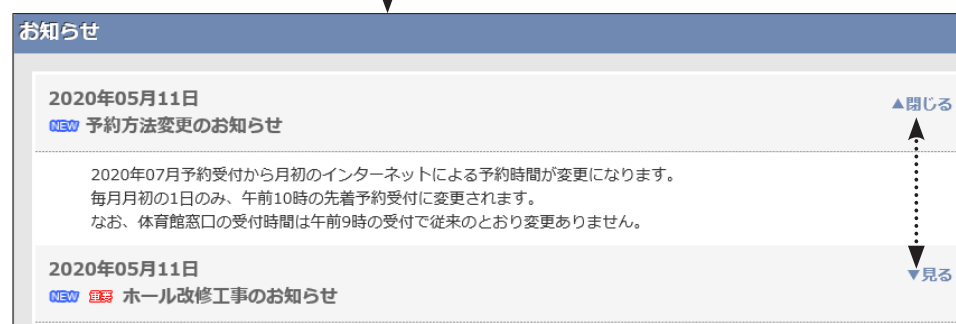 お知らせ
2020年05月11日
▲閉じる
NEW 予約方法変更のお知らせ
2020年07月予約受付から月初のインターネットによる予約時間が変更になります。
毎月月初の1日のみ、午前10時の先着予約受付に変更されます。
なお、体育館窓口の受付時間は午前9時の受付で従来のとおり変更ありません。
2020年05月11日
▼見る
NEW 重要 ホール改修工事のお知らせ